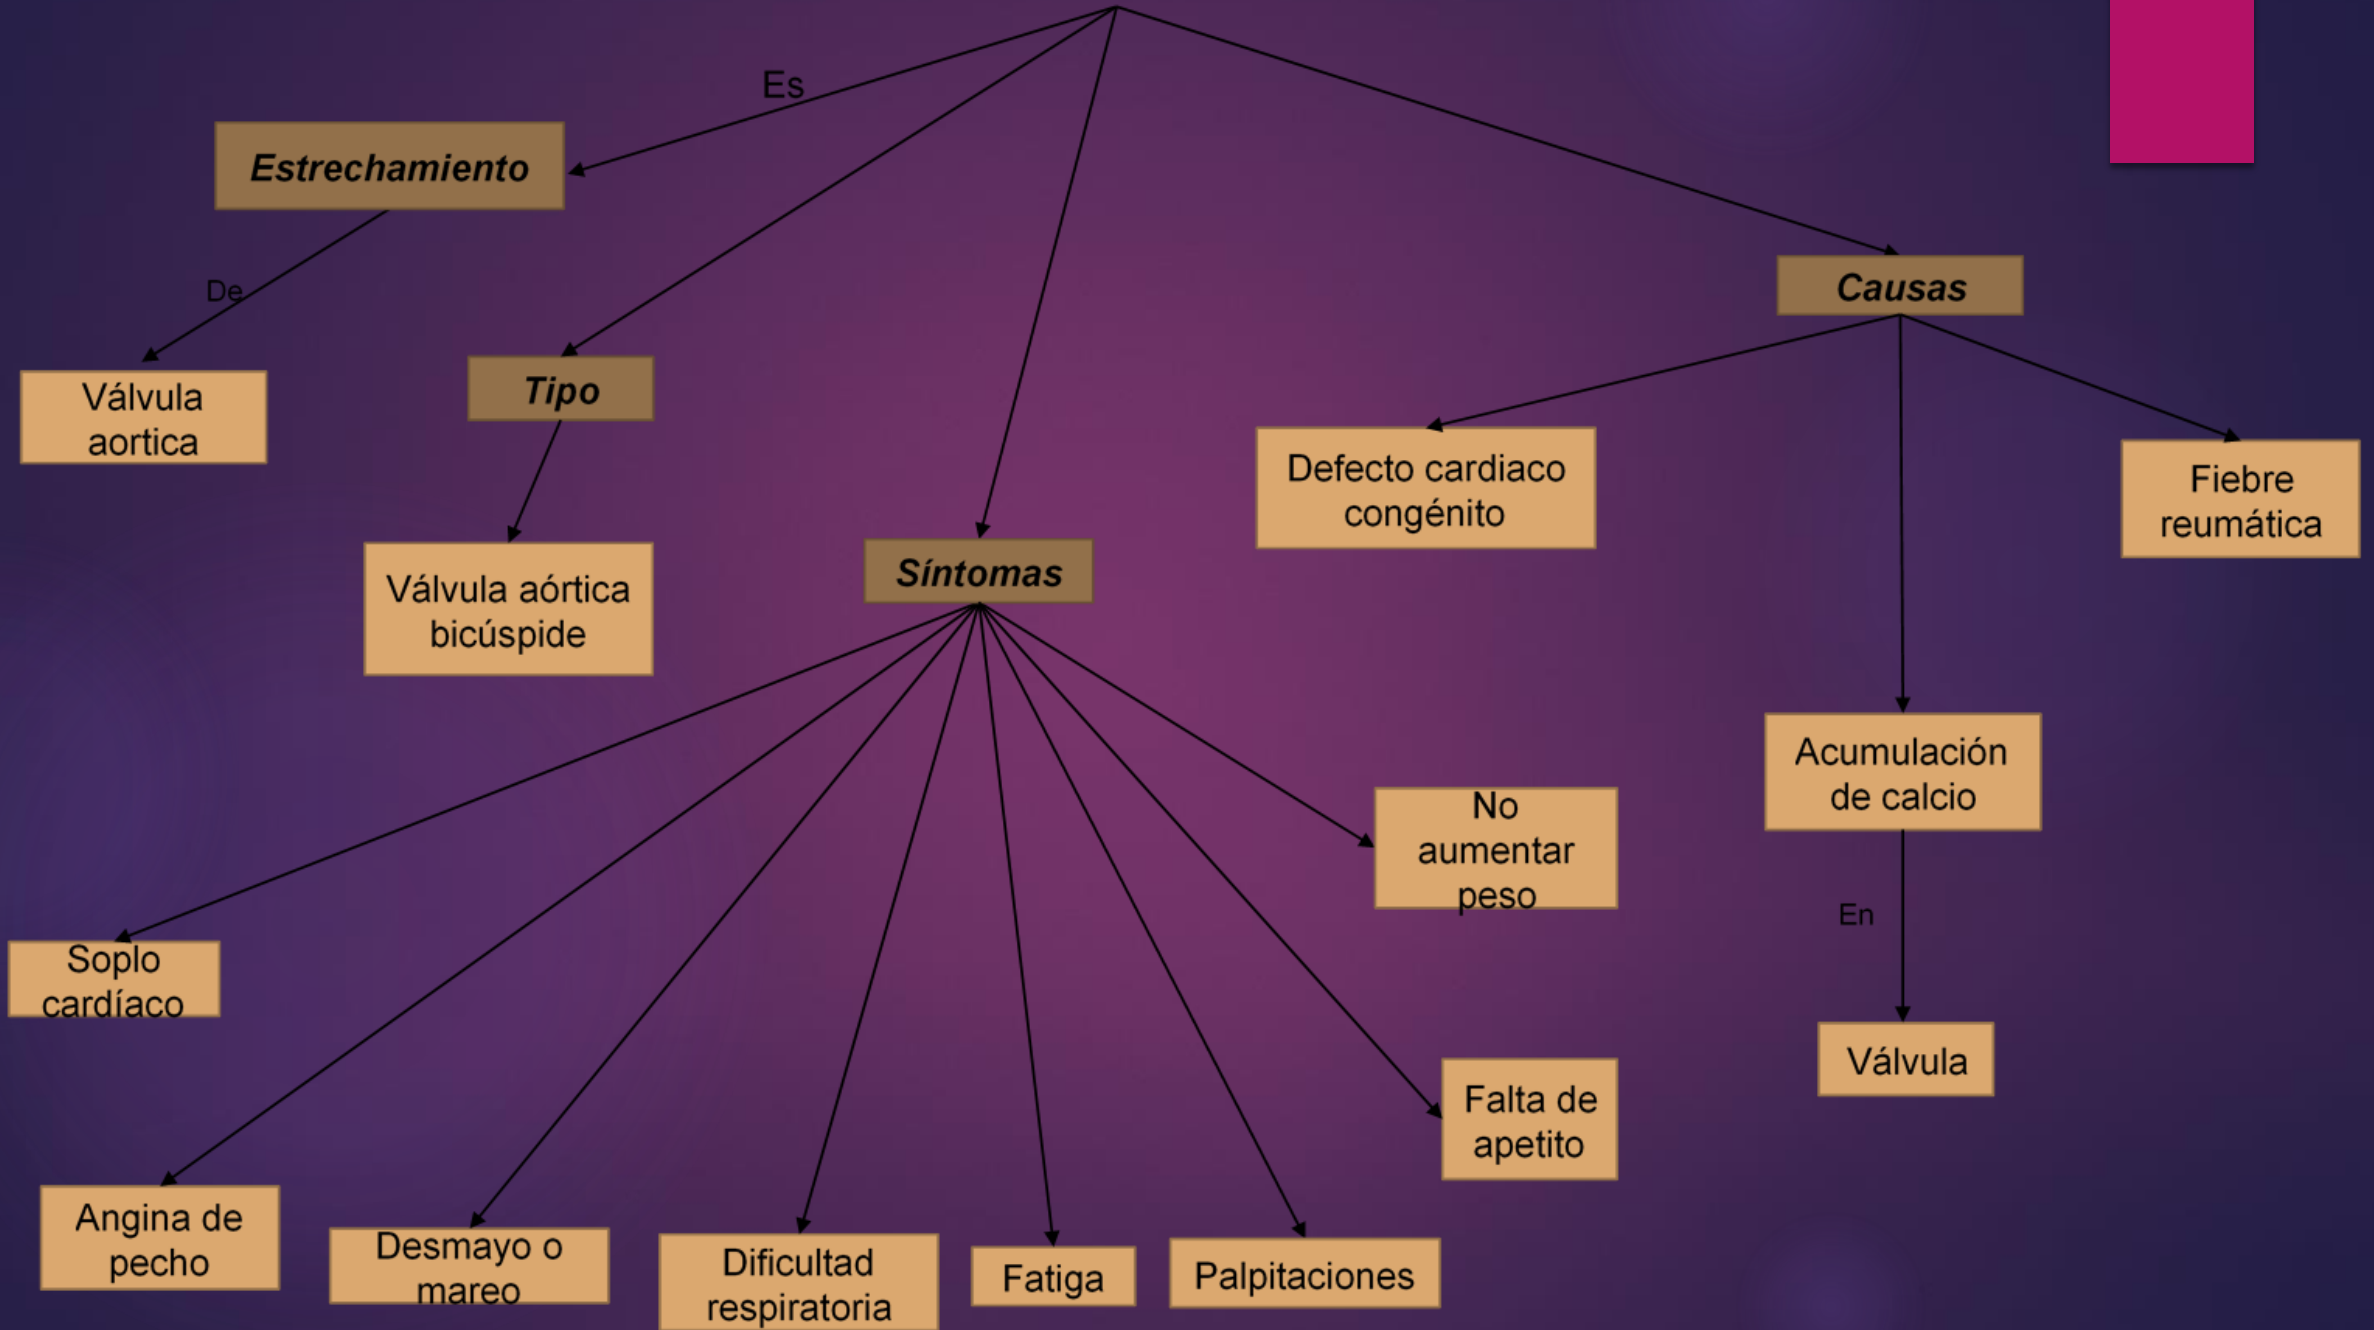 Es
Estrechamiento
De
Válvula
aortica
Tipo
Válvula aórtica
bicúspide
Síntomas
Soplo
cardíaco
Angina de
pecho
Desmayo o
mareo
Dificultad
respiratoria
Fatiga
Palpitaciones
Falta de
apetito
No
aumentar
peso
Causas
Defecto cardiaco
congénito
Acumulación
de calcio
En
Válvula
Fiebre
reumática